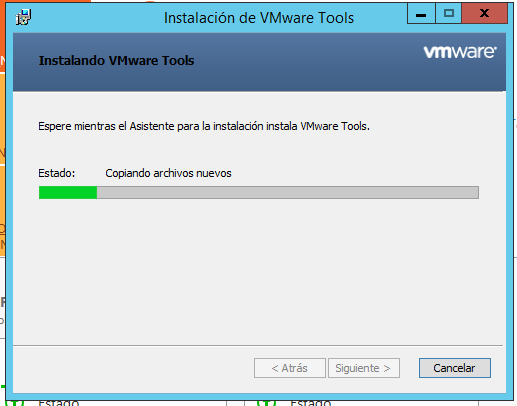 Instalación de VMware Tools
Instalando VMware Tools
vmware
Espere mientras el Asistente para la instalación instala VMware Tools.
Estado: Copiando archivos nuevos
< Atrás Siguiente > Cancelar
Estado Estado